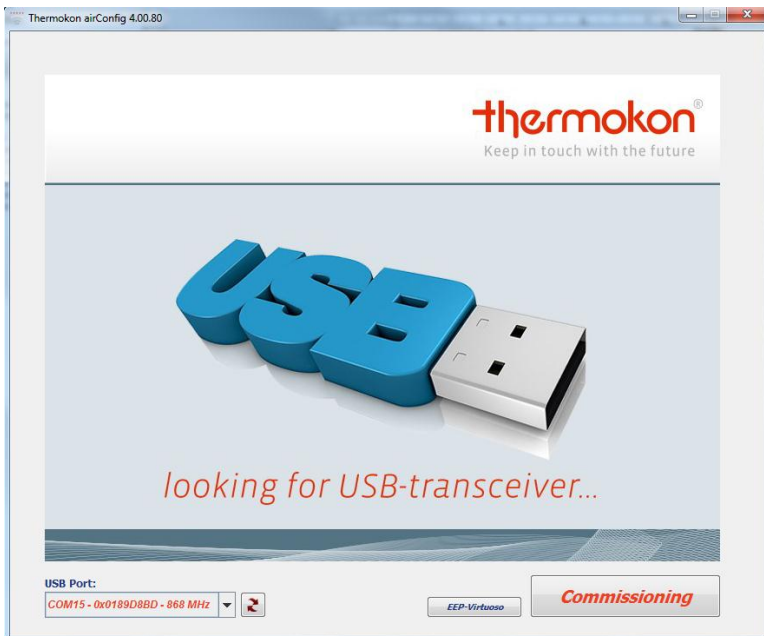 Thermokon airConfig 4.00.80
thermokon®
Keep in touch with the future
USB
looking for USB-transceiver...
USB Port:
COM15 - 0x0189D8BD - 868 MHz
EEP-Virtuoso
Commissioning